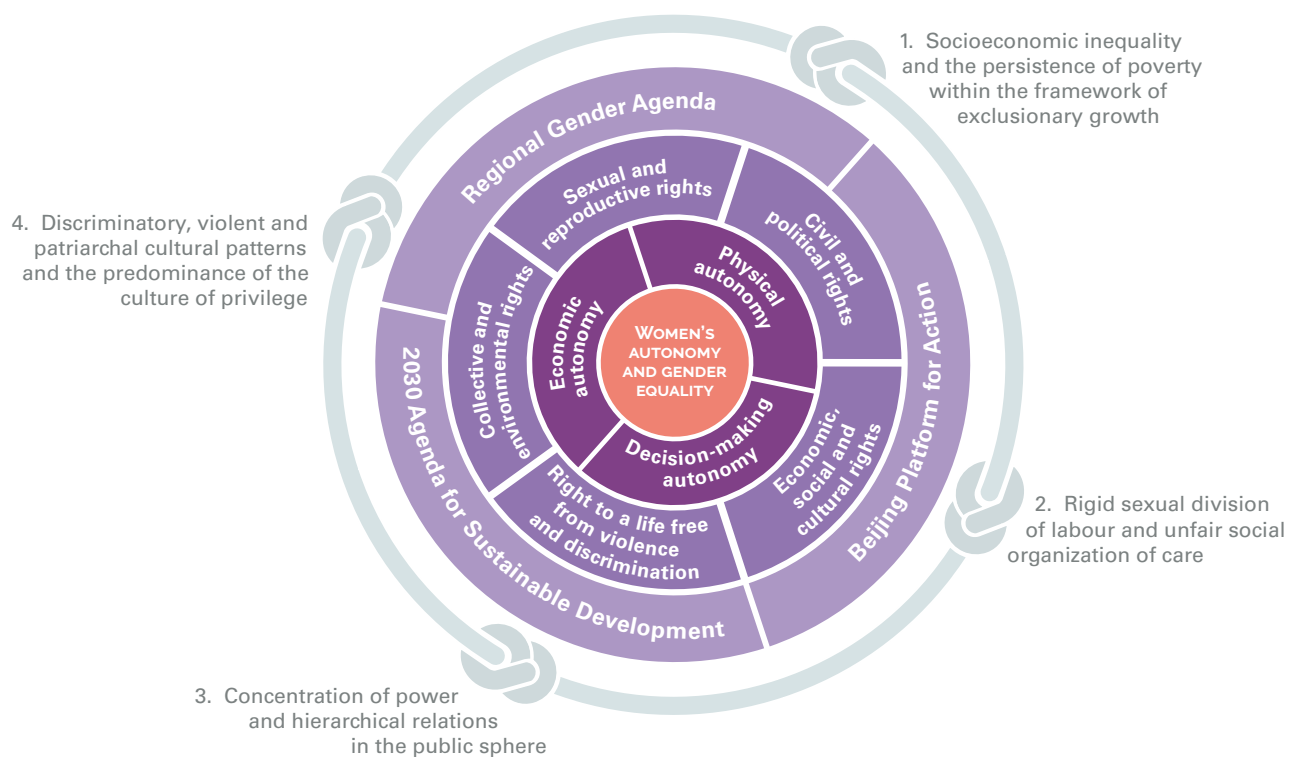 1. Socioeconomic inequality
and the persistence of poverty
within the framework of
exclusionary growth
Regional Gender Agenda
Sexual and
reproductive rights
Civil and
political rights
4. Discriminatory, violent and
patriarchal cultural patterns
and the predominance of the
culture of privilege
Physical
autonomy
Economic
autonomy
Collective and
environmental rights
WOMEN'S
AUTONOMY
AND GENDER
EQUALITY
Beijing Platform for Action
2030 Agenda for Sustainable Development
Decision-making
autonomy
Economic,
social and
cultural rights
Right to a life free
from violence
and discrimination
2. Rigid sexual division
of labour and unfair social
organization of care
3. Concentration of power
and hierarchical relations
in the public sphere